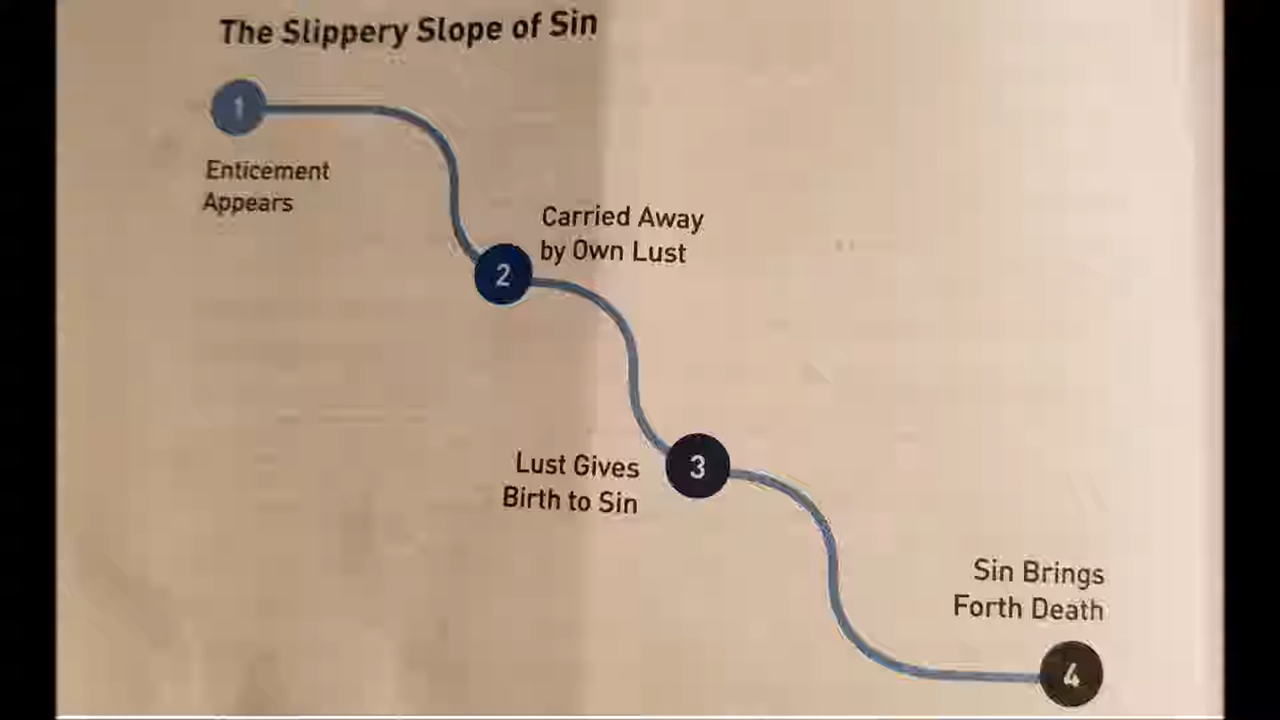 The Slippery Slope of Sin
1
Enticement
Appears
Carried Away
by Own Lust
2
Lust Gives
Birth to Sin
3
Sin Brings
Forth Death
4